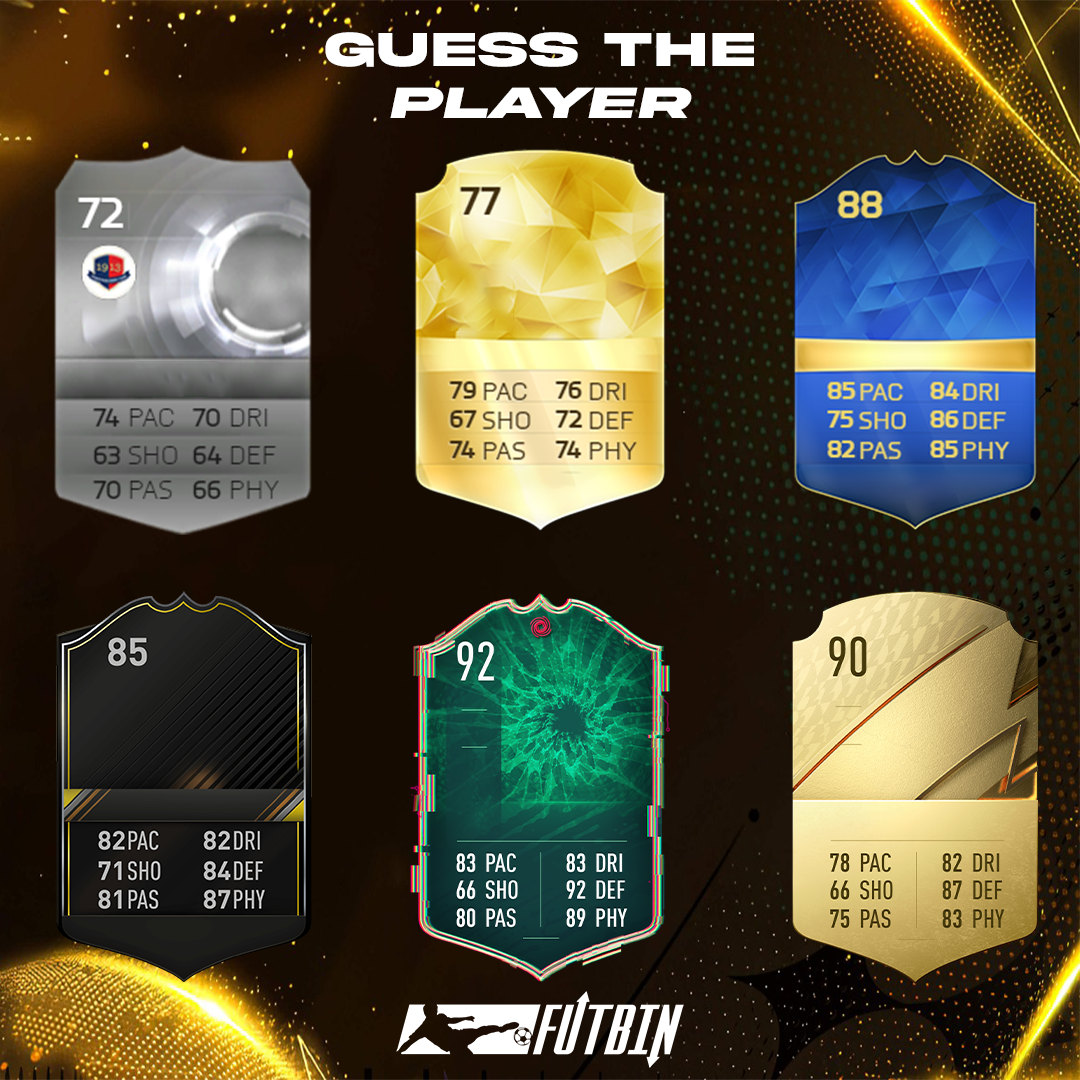 GUESS THE
PLAYER
72
1913
74 PAC 70 DRI
63 SHO 64 DEF
70 PAS 66 PHY
77
79 PAC 76 DRI
67 SHO 72 DEF
74 PAS 74 PHY
88
85 PAC 84 DRI
75 SHO 86 DEF
82 PAS 85 PHY
85
82 PAC 82 DRI
71 SHO 84 DEF
81 PAS 87 PHY
92
83 PAC 83 DRI
66 SHO 92 DEF
80 PAS 89 PHY
90
78 PAC 82 DRI
66 SHO 87 DEF
75 PAS 83 PHY
FUTBIN